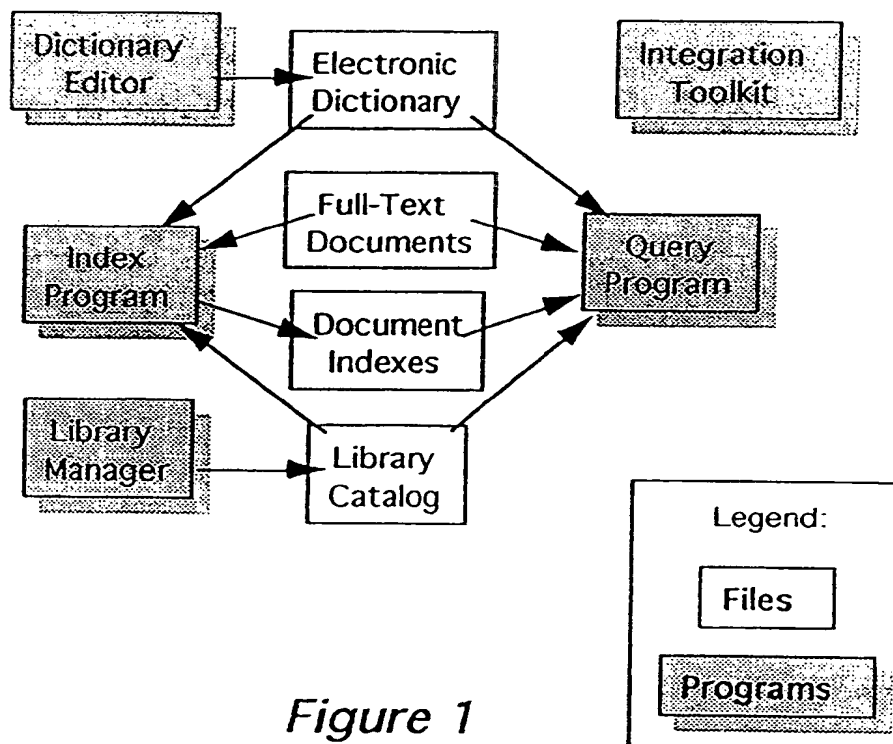 Dictionary
Editor
Electronic
Dictionary
Integration
Toolkit
Full-Text
Documents
Index
Program
Query
Program
Document
Indexes
Library
Manager
Library
Catalog
Legend:
Files
Programs
Figure 1